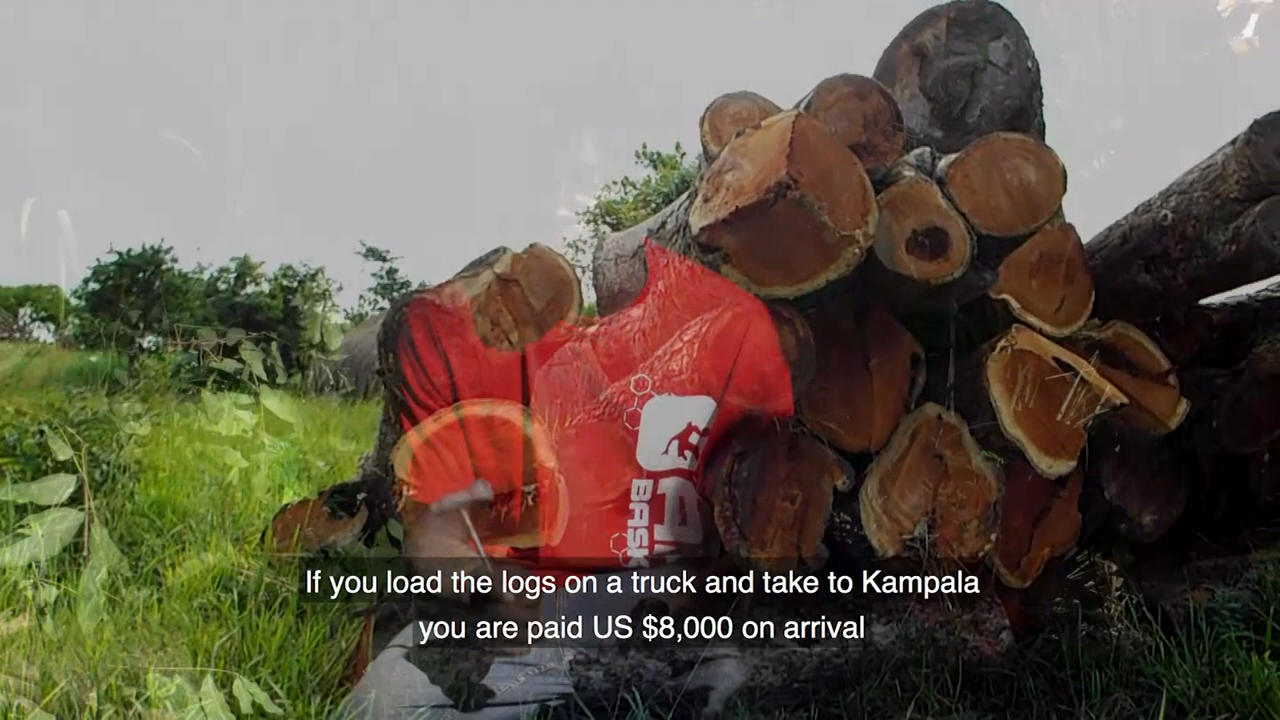 BASK
If you load the logs on a truck and take to Kampala
you are paid US $8,000 on arrival